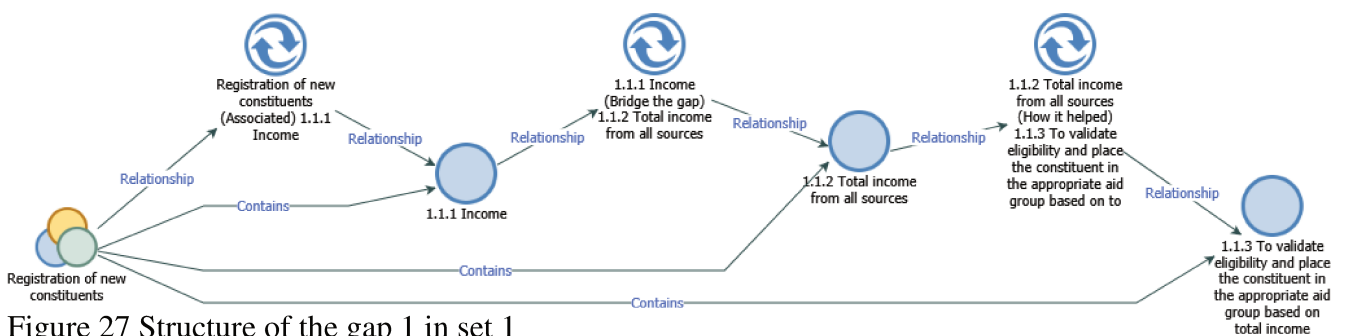 Registration of new
constituents
(Associated) 1.1.1
Income
1.1.1 Income
(Bridge the gap)
1.1.2 Total income
from all sources
1.1.2 Total income
from all sources
(How it helped)
1.1.3 To validate
eligibility and place
the constituent in
the appropriate aid
group based on to
Relationship
Relationship
Relationship
Relationship
Relationship
Relationship
Contains
Contains
Contains
1.1.1 Income
1.1.2 Total income
from all sources
1.1.3 To validate
eligibility and place
the constituent in
the appropriate aid
group based on
total income
Registration of new
constituents
Figure 27 Structure of the gap 1 in set 1